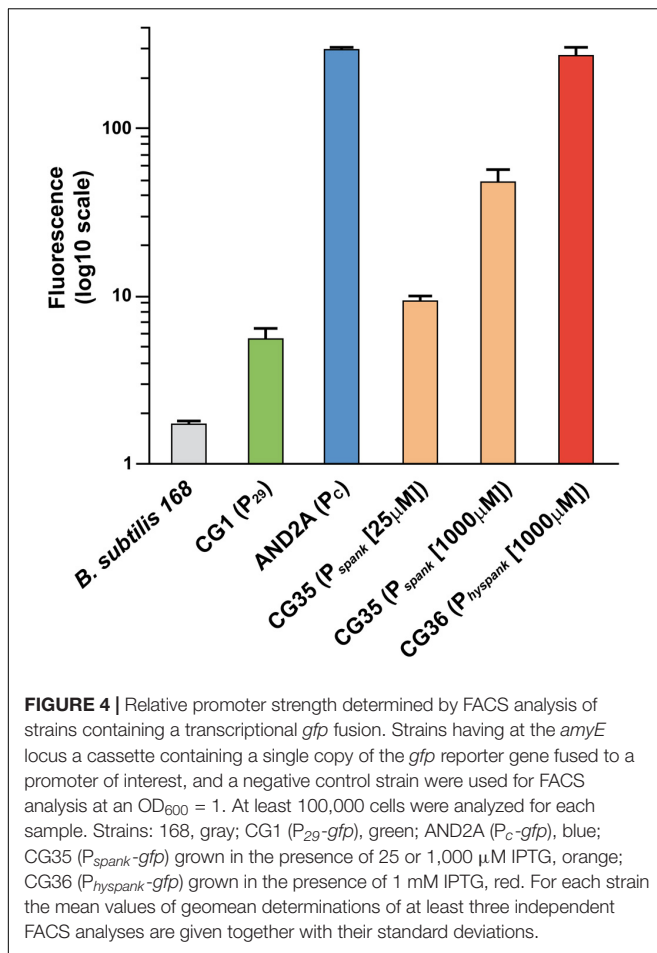 Fluorescence
(log10 scale)
100
10
1
B. subtilis 168
CG1 (P29)
AND2A (PC)
CG35 (Pspank [25μM])
CG35 (Pspank [1000μM])
CG36 (Physpank [1000μM])
FIGURE 4 | Relative promoter strength determined by FACS analysis of
strains containing a transcriptional gfp fusion. Strains having at the amyE
locus a cassette containing a single copy of the gfp reporter gene fused to a
promoter of interest, and a negative control strain were used for FACS
analysis at an OD600 = 1. At least 100,000 cells were analyzed for each
sample. Strains: 168, gray; CG1 (P29-gfp), green; AND2A (Pc-gfp), blue;
CG35 (Pspank-gfp) grown in the presence of 25 or 1,000 μM IPTG, orange;
CG36 (Physpank-gfp) grown in the presence of 1 mM IPTG, red. For each strain
the mean values of geomean determinations of at least three independent
FACS analyses are given together with their standard deviations.